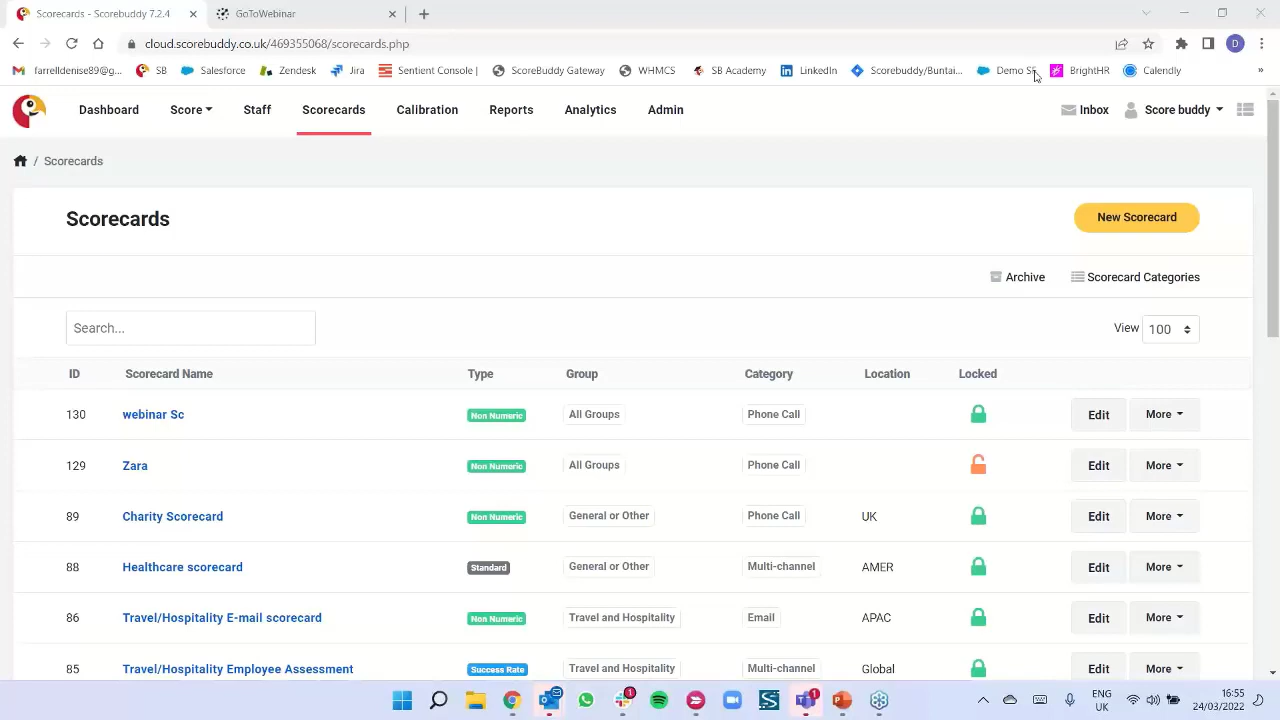 Scorecards - Scorebuddy 7.2.4
GoToWebinar
cloud.scorebuddy.co.uk/469355068/scorecards.php
D
farrelldenise89@g... SB Salesforce Zendesk Jira Sentient Console | ScoreBuddy Gateway WHMCS SB Academy LinkedIn Scorebuddy/Buntai... Demo SF BrightHR Calendly »
Dashboard Score Staff Scorecards Calibration Reports Analytics Admin Inbox Score buddy
/ Scorecards
Scorecards
New Scorecard
Archive Scorecard Categories
Search...
View 100
ID Scorecard Name Type Group Category Location Locked
130 webinar Sc Non Numeric All Groups Phone Call Edit More
129 Zara Non Numeric All Groups Phone Call Edit More
89 Charity Scorecard Non Numeric General or Other Phone Call UK Edit More
88 Healthcare scorecard Standard General or Other Multi-channel AMER Edit More
86 Travel/Hospitality E-mail scorecard Non Numeric Travel and Hospitality Email APAC Edit More
85 Travel/Hospitality Employee Assessment Success Rate Travel and Hospitality Multi-channel Global Edit More
ENG
UK
16:55
24/03/2022